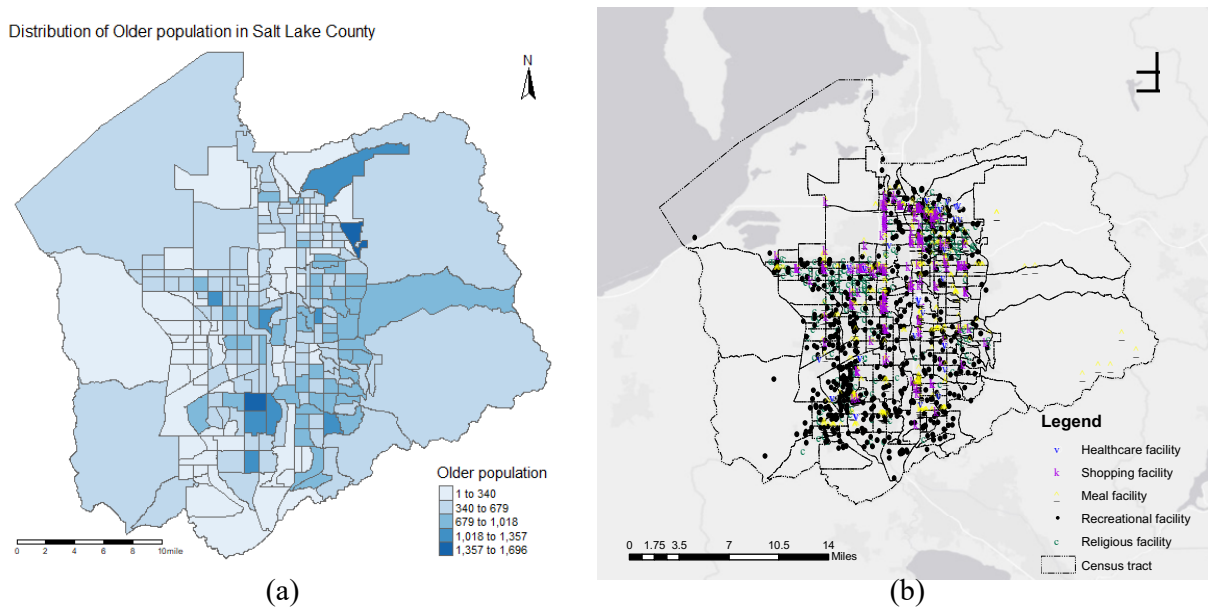 Distribution of Older population in Salt Lake County
N
Older population
1 to 340
340 to 679
679 to 1,018
1,018 to 1,357
1,357 to 1,696
0 2 4 6 8 10mile
(a)
Legend
v Healthcare facility
k Shopping facility
Meal facility
Recreational facility
c Religious facility
Census tract
0 1.75 3.5 7 10.5 14
Miles
(b)